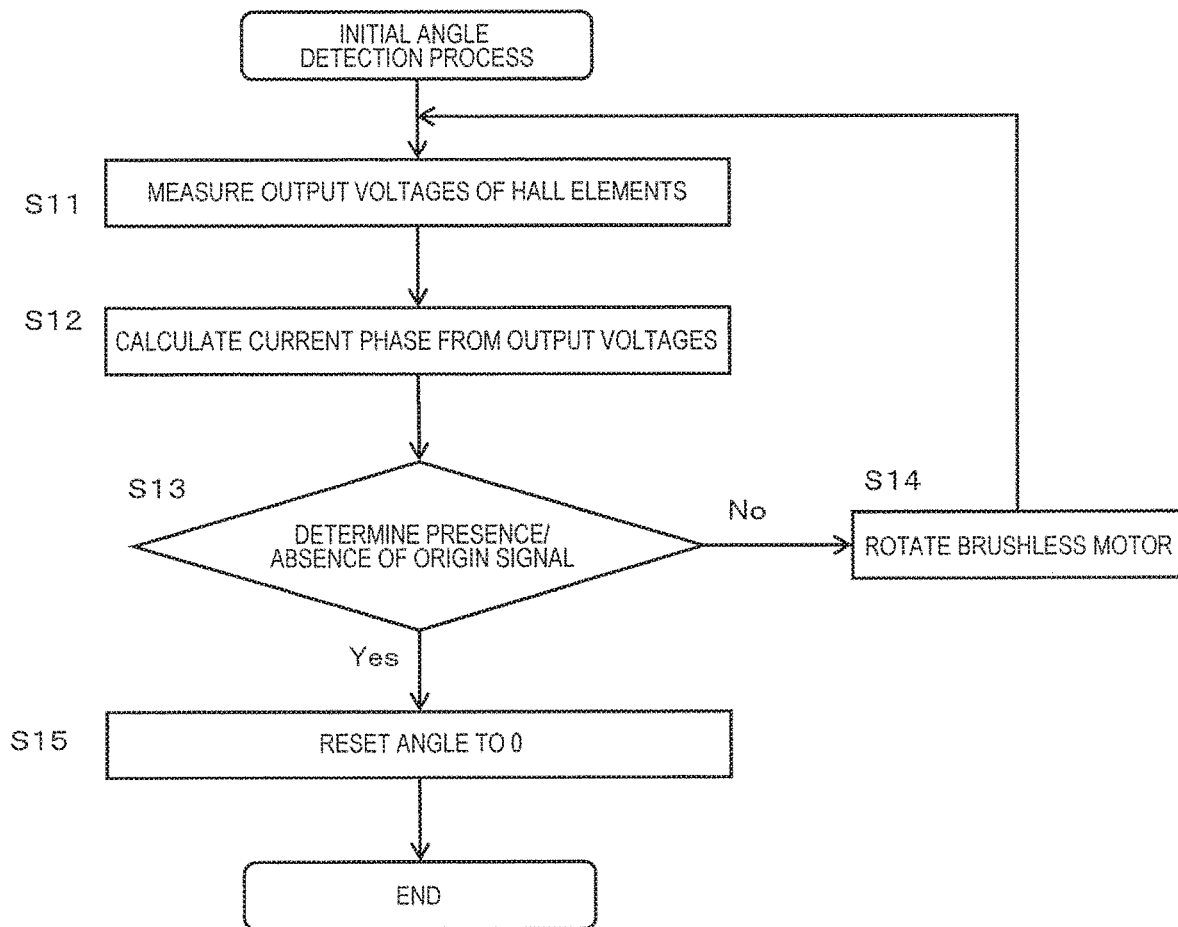 INITIAL ANGLE
DETECTION PROCESS
S11
MEASURE OUTPUT VOLTAGES OF HALL ELEMENTS
S12
CALCULATE CURRENT PHASE FROM OUTPUT VOLTAGES
S13
DETERMINE PRESENCE/
ABSENCE OF ORIGIN SIGNAL
No
S14
ROTATE BRUSHLESS MOTOR
Yes
S15
RESET ANGLE TO 0
END